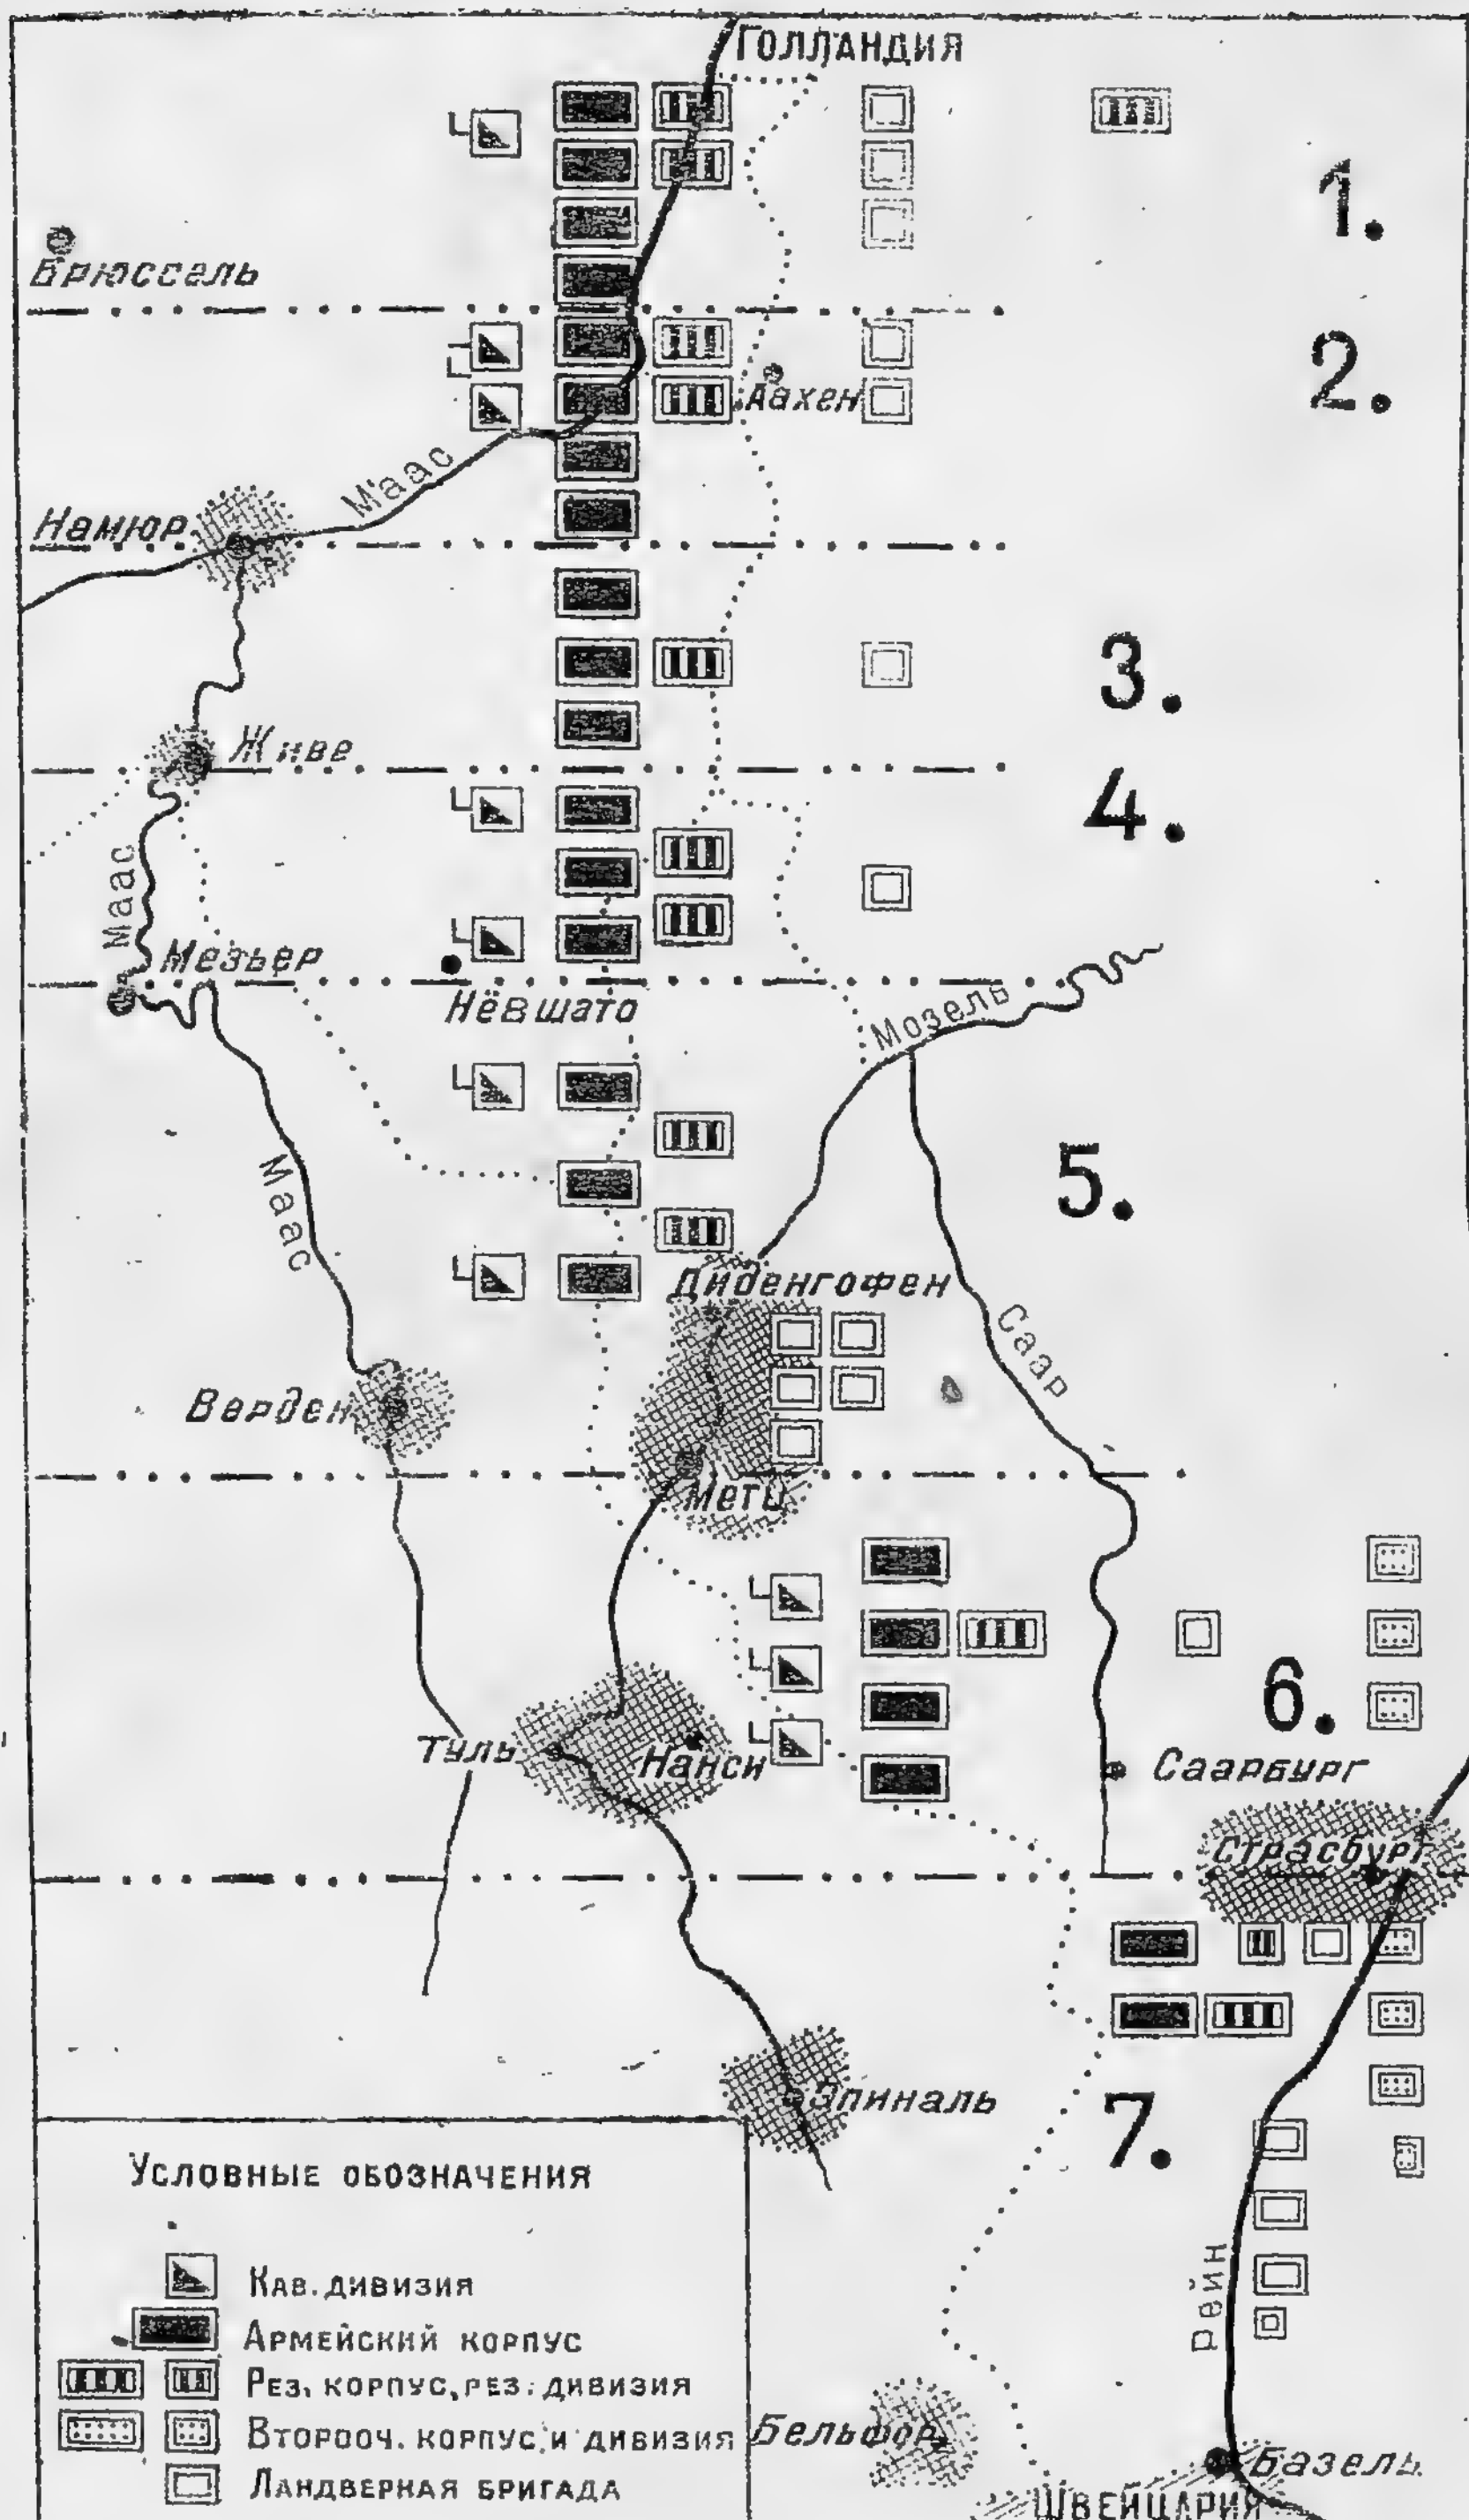 ГОЛЛАНДИЯ
1.
Брюссель
2.
Аахен
Маас
Намюр
3.
Живе
4.
Маас
Мезьер
Нёвшато
Мозель
5.
Маас
Диденгофен
Саар
Верден
Метц
6.
Туль
Нанси
Саарбург
Страсбург
7.
Эпиналь
Рейн
Бельфор
Базель
ШВЕЙЦАРИЯ
УСЛОВНЫЕ ОБОЗНАЧЕНИЯ
КАВ. ДИВИЗИЯ
АРМЕЙСКИЙ КОРПУС
РЕЗ. КОРПУС, РЕЗ. ДИВИЗИЯ
ВТОРООЧ. КОРПУС И ДИВИЗИЯ
ЛАНДВЕРНАЯ БРИГАДА